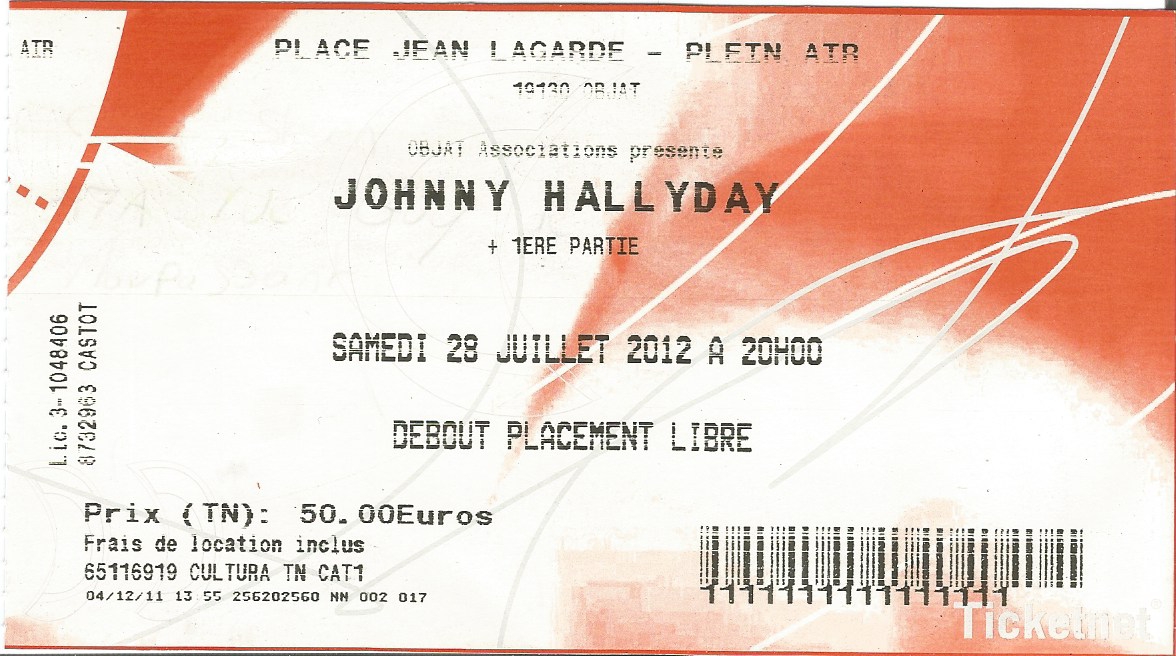 AIR
PLACE JEAN LAGARDE - PLEIN AIR
19130 OBJAT
OBJAT Associations présente
JOHNNY HALLYDAY
+ 1ERE PARTIE
SAMEDI 28 JUILLET 2012 A 20H00
DEBOUT PLACEMENT LIBRE
Lic. 3-1048406
8732963 CASTOT
Prix (TN): 50.00Euros
Frais de location inclus
65116919 CULTURA TN CAT1
04/12/11 13 55 256202560 NN 002 017
11111111111111111
Ticketnet